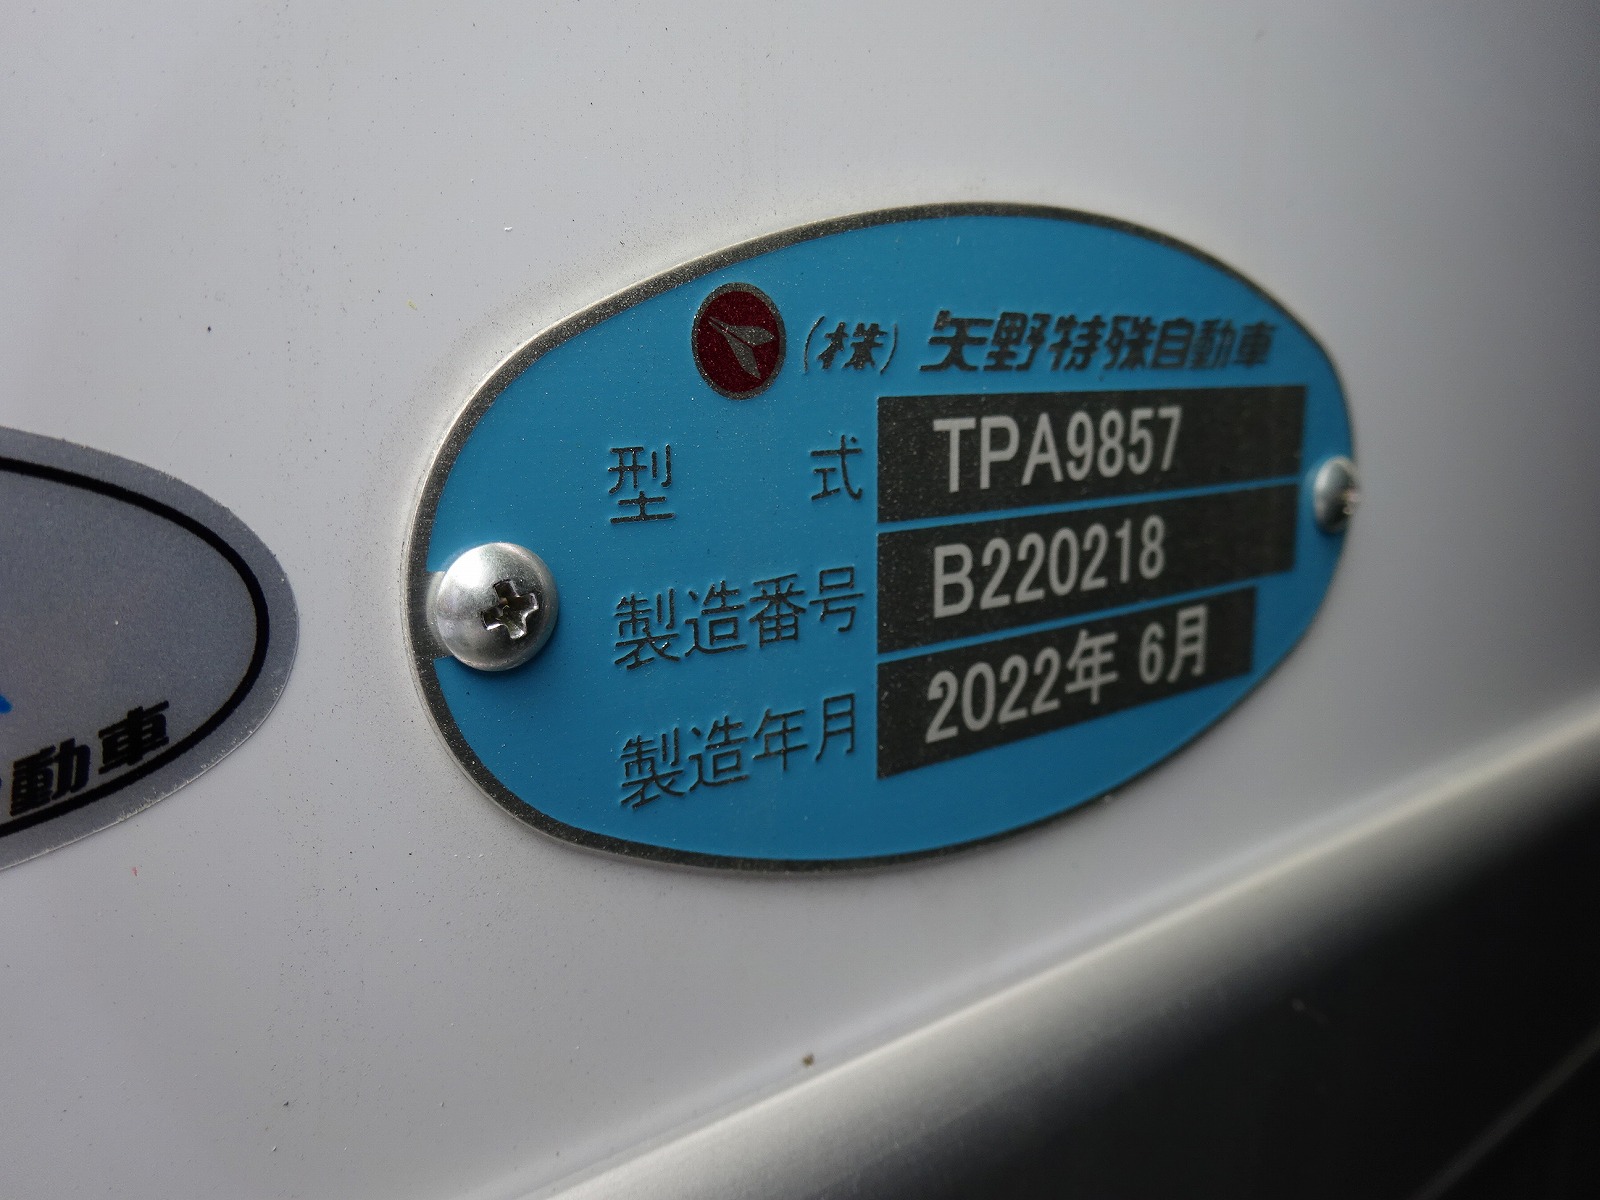 (株) 矢野特殊自動車
型 式 TPA9857
製造番号 B220218
製造年月 2022年 6月
動車